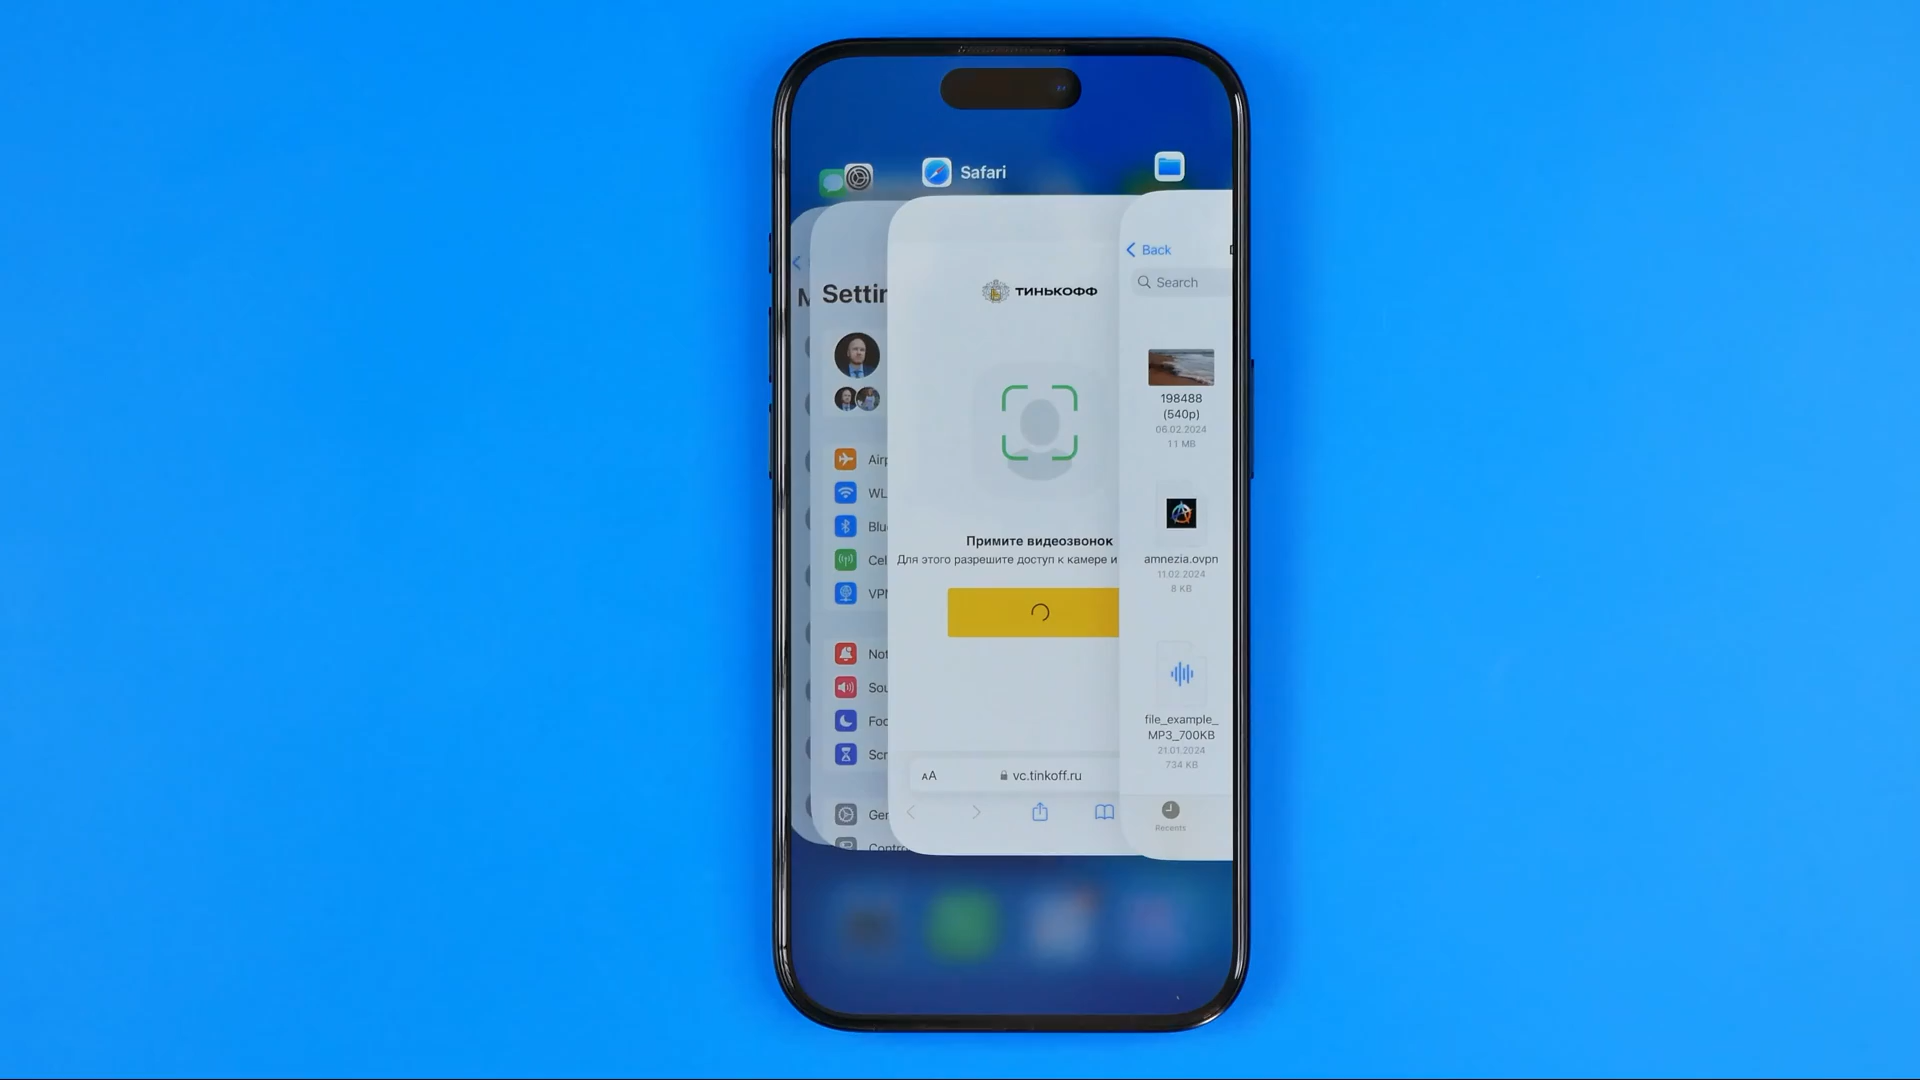 Safari
M
Settin
Airp
WL
Blu
Cel
VPN
Not
Sou
Foc
Scr
Gen
Contro
ТИНЬКОФФ
Примите видеозвонок
Для этого разрешите доступ к камере и
AA
vc.tinkoff.ru
Back
Search
198488
(540p)
06.02.2024
11 MB
amnezia.ovpn
11.02.2024
8 KB
file_example_
MP3_700KB
21.01.2024
734 KB
Recents